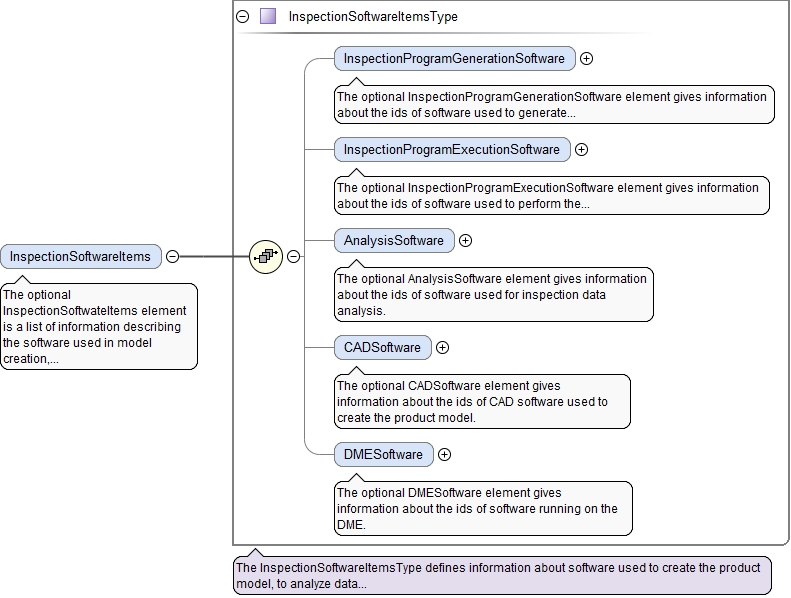 InspectionSoftwareItemsType
InspectionProgramGenerationSoftware
The optional InspectionProgramGenerationSoftware element gives information
about the ids of software used to generate...
InspectionProgramExecutionSoftware
The optional InspectionProgramExecutionSoftware element gives information
about the ids of software used to perform the...
AnalysisSoftware
The optional AnalysisSoftware element gives information
about the ids of software used for inspection data
analysis.
InspectionSoftwareItems
The optional
InspectionSoftwateItems element
is a list of information describing
the software used in model
creation,...
CADSoftware
The optional CADSoftware element gives
information about the ids of CAD software used to
create the product model.
DMESoftware
The optional DMESoftware element gives
information about the ids of software running on the
DME.
The InspectionSoftwareItemsType defines information about software used to create the product
model, to analyze data...